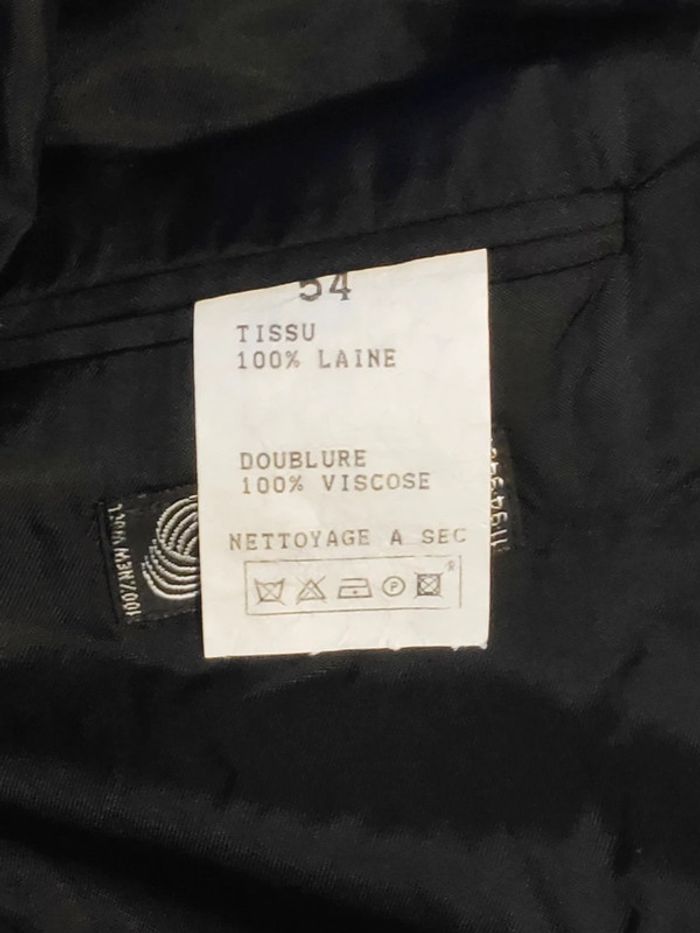 54
TISSU
100% LAINE
DOUBLURE
100% VISCOSE
NETTOYAGE A SEC
P
®
100% NEW WOOL